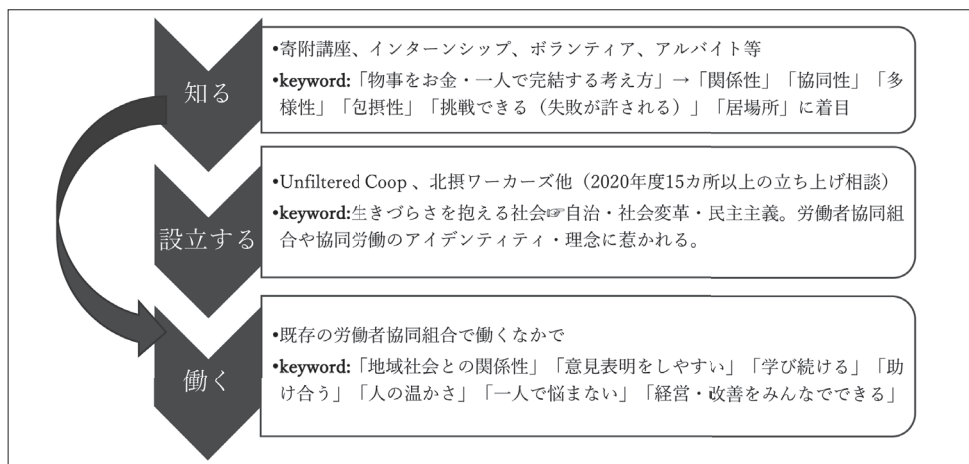 知る
•寄附講座、インターンシップ、ボランティア、アルバイト等
•keyword:「物事をお金・一人で完結する考え方」→「関係性」「協同性」「多
様性」「包摂性」「挑戦できる（失敗が許される）」「居場所」に着目
設立する
•Unfiltered Coop 、北摂ワーカーズ他（2020年度15カ所以上の立ち上げ相談）
•keyword:生きづらさを抱える社会☞自治・社会変革・民主主義。労働者協同組
合や協同労働のアイデンティティ・理念に惹かれる。
働く
•既存の労働者協同組合で働くなかで
•keyword:「地域社会との関係性」「意見表明をしやすい」「学び続ける」「助
け合う」「人の温かさ」「一人で悩まない」「経営・改善をみんなでできる」